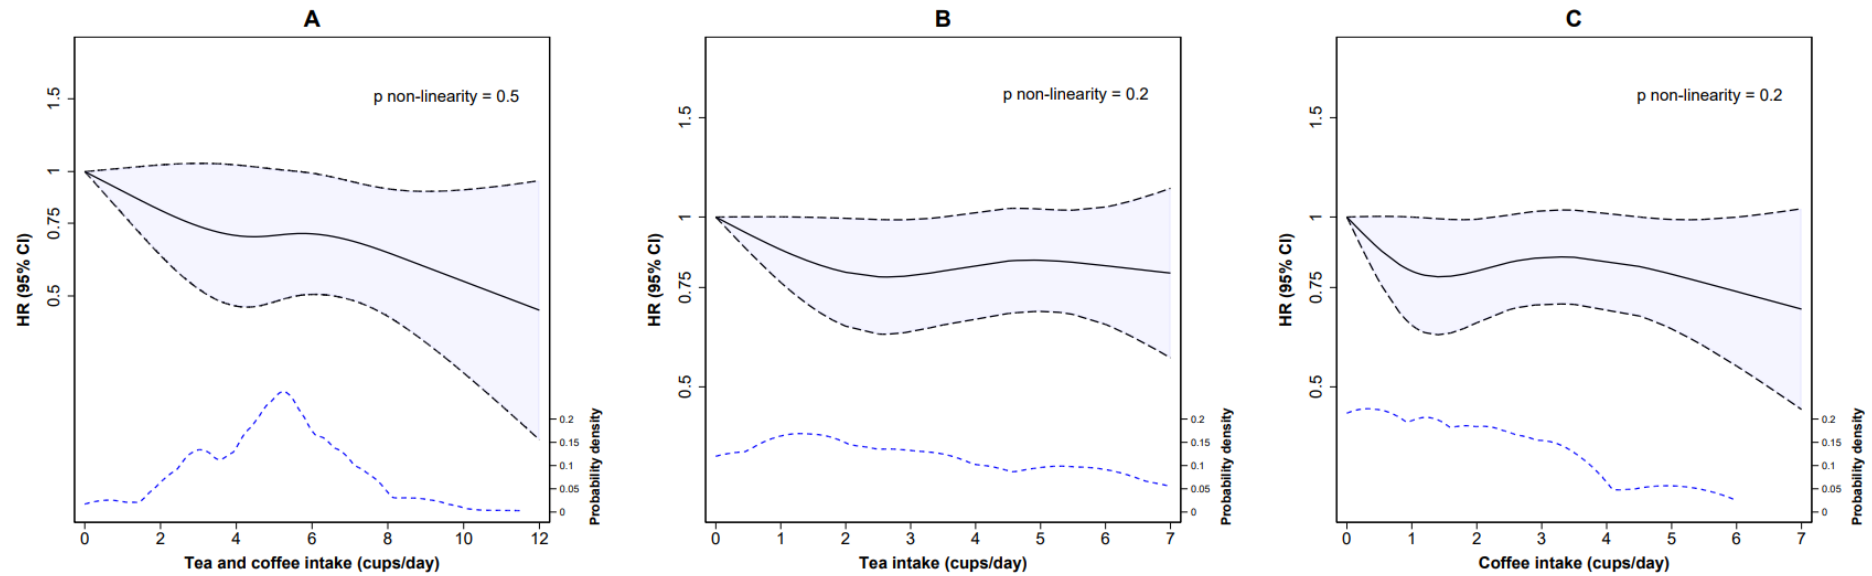 A
p non-linearity = 0.5
HR (95% CI)
1.5
1
0.75
0.5
Probability density
0.2
0.15
0.1
0.05
0
0 2 4 6 8 10 12
Tea and coffee intake (cups/day)
B
p non-linearity = 0.2
HR (95% CI)
1.5
1
0.75
0.5
Probability density
0.2
0.15
0.1
0.05
0
0 1 2 3 4 5 6 7
Tea intake (cups/day)
C
p non-linearity = 0.2
HR (95% CI)
1.5
1
0.75
0.5
Probability density
0.2
0.15
0.1
0.05
0
0 1 2 3 4 5 6 7
Coffee intake (cups/day)